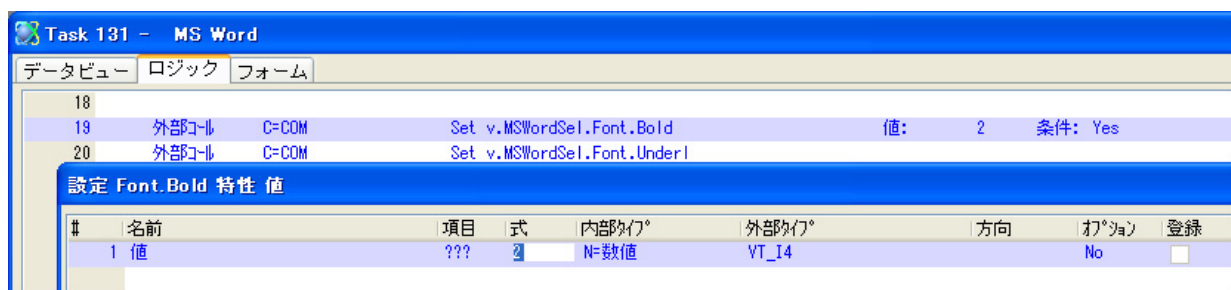 Task 131 - MS Word
データビュー ロジック フォーム
18
19 外部コール C=COM Set v.MSWordSel.Font.Bold 値: 2 条件: Yes
20 外部コール C=COM Set v.MSWordSel.Font.Underl
設定 Font.Bold 特性 値
# 名前 項目 式 内部タイプ 外部タイプ 方向 オプション 登録
1 値 ??? 2 N=数値 VT_I4 No